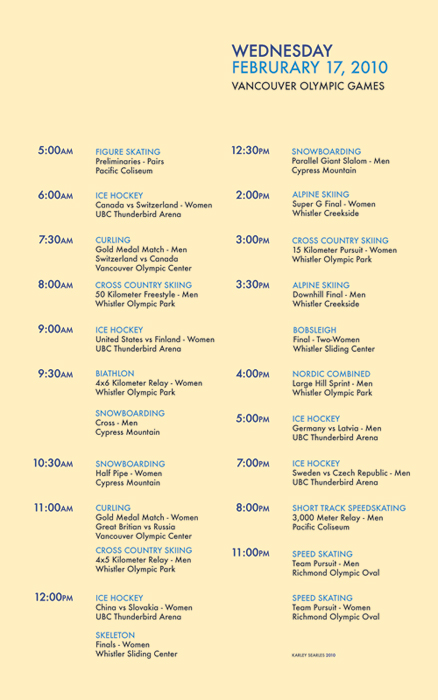 WEDNESDAY
FEBRURARY 17, 2010
VANCOUVER OLYMPIC GAMES
5:00AM
FIGURE SKATING
Preliminaries - Pairs
Pacific Coliseum
6:00AM
ICE HOCKEY
Canada vs Switzerland - Women
UBC Thunderbird Arena
7:30AM
CURLING
Gold Medal Match - Men
Switzerland vs Canada
Vancouver Olympic Center
8:00AM
CROSS COUNTRY SKIING
50 Kilometer Freestyle - Men
Whistler Olympic Park
9:00AM
ICE HOCKEY
United States vs Finland - Women
UBC Thunderbird Arena
9:30AM
BIATHLON
4x6 Kilometer Relay - Women
Whistler Olympic Park
SNOWBOARDING
Cross - Men
Cypress Mountain
10:30AM
SNOWBOARDING
Half Pipe - Women
Cypress Mountain
11:00AM
CURLING
Gold Medal Match - Women
Great Britian vs Russia
Vancouver Olympic Center
CROSS COUNTRY SKIING
4x5 Kilometer Relay - Men
Whistler Olympic Park
12:00PM
ICE HOCKEY
China vs Slovakia - Women
UBC Thunderbird Arena
SKELETON
Finals - Women
Whistler Sliding Center
12:30PM
SNOWBOARDING
Parallel Giant Slalom - Men
Cypress Mountain
2:00PM
ALPINE SKIING
Super G Final - Women
Whistler Creekside
3:00PM
CROSS COUNTRY SKIING
15 Kilometer Pursuit - Women
Whistler Olympic Park
3:30PM
ALPINE SKIING
Downhill Final - Men
Whistler Creekside
BOBSLEIGH
Final - Two-Women
Whistler Sliding Center
4:00PM
NORDIC COMBINED
Large Hill Sprint - Men
Whistler Olympic Park
5:00PM
ICE HOCKEY
Germany vs Latvia - Men
UBC Thunderbird Arena
7:00PM
ICE HOCKEY
Sweden vs Czech Republic - Men
UBC Thunderbird Arena
8:00PM
SHORT TRACK SPEEDSKATING
3,000 Meter Relay - Men
Pacific Coliseum
11:00PM
SPEED SKATING
Team Pursuit - Men
Richmond Olympic Oval
SPEED SKATING
Team Pursuit - Women
Richmond Olympic Oval
KARLEY SEARLES 2010